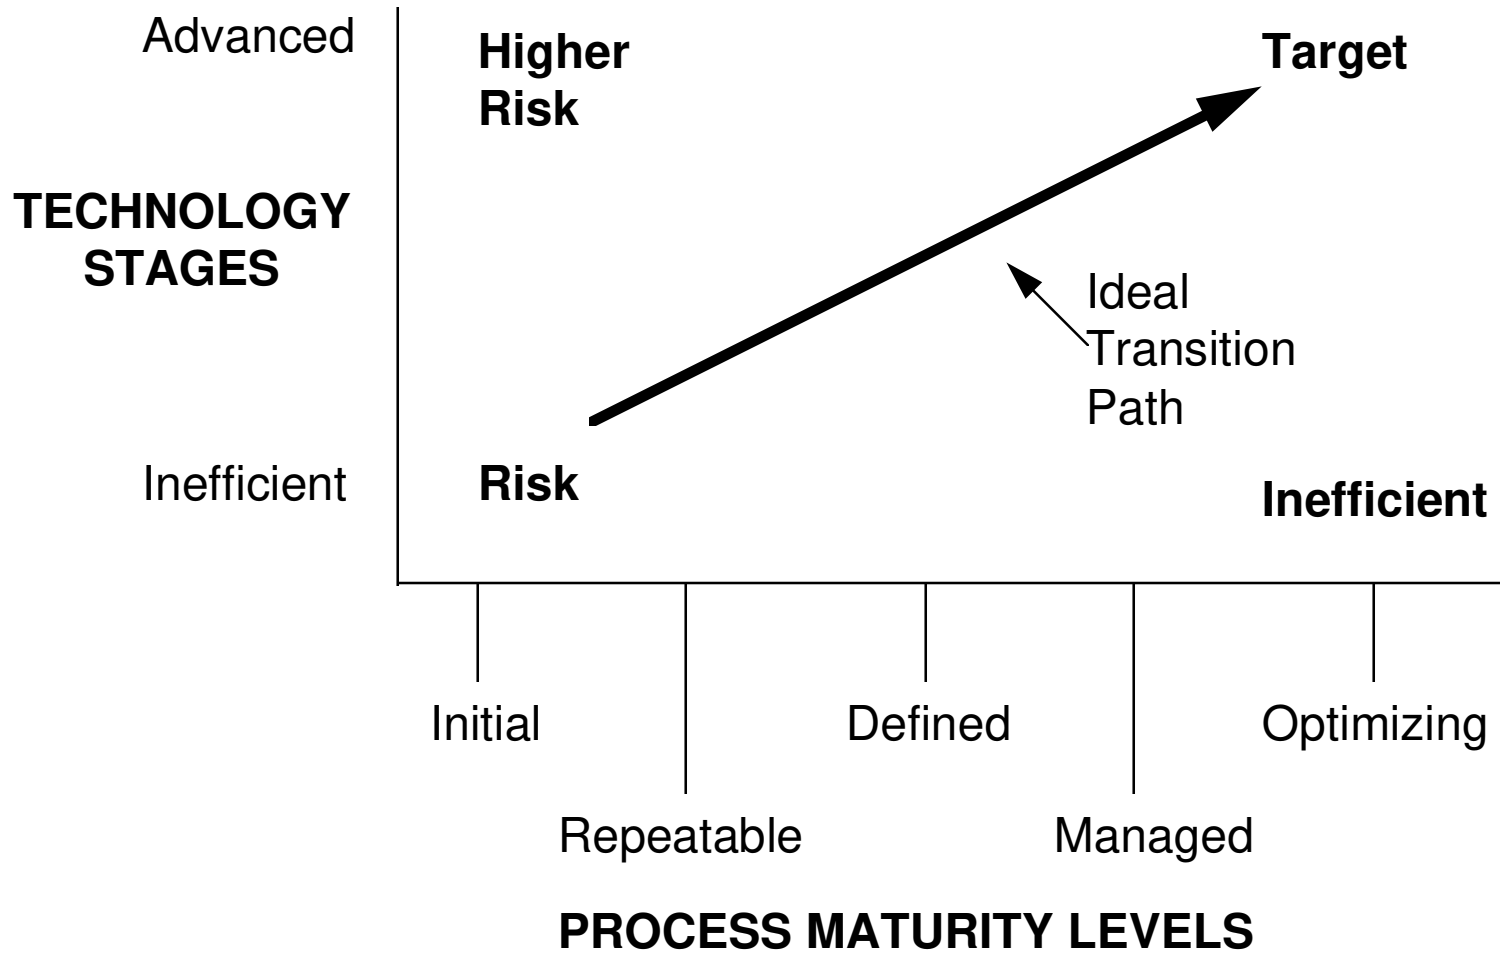 Advanced
Higher
Risk
Target
TECHNOLOGY
STAGES
Ideal
Transition
Path
Inefficient
Risk
Inefficient
Initial
Defined
Optimizing
Repeatable
Managed
PROCESS MATURITY LEVELS